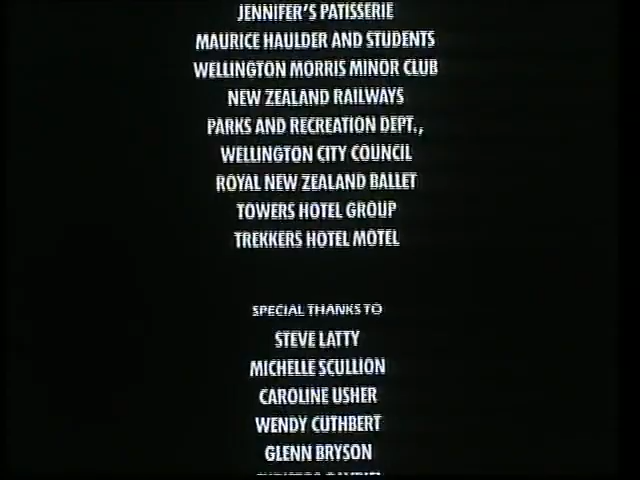 JENNIFER'S PATISSERIE
MAURICE HAULDER AND STUDENTS
WELLINGTON MORRIS MINOR CLUB
NEW ZEALAND RAILWAYS
PARKS AND RECREATION DEPT.,
WELLINGTON CITY COUNCIL
ROYAL NEW ZEALAND BALLET
TOWERS HOTEL GROUP
TREKKERS HOTEL MOTEL
SPECIAL THANKS TO
STEVE LATTY
MICHELLE SCULLION
CAROLINE USHER
WENDY CUTHBERT
GLENN BRYSON